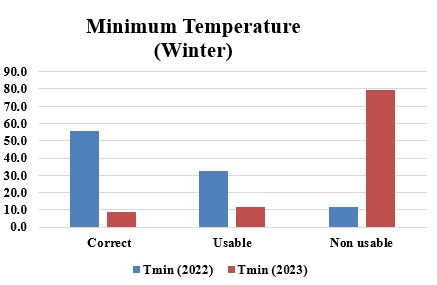 Minimum Temperature
(Winter)
90.0
80.0
70.0
60.0
50.0
40.0
30.0
20.0
10.0
0.0
Correct Usable Non usable
Tmin (2022) Tmin (2023)